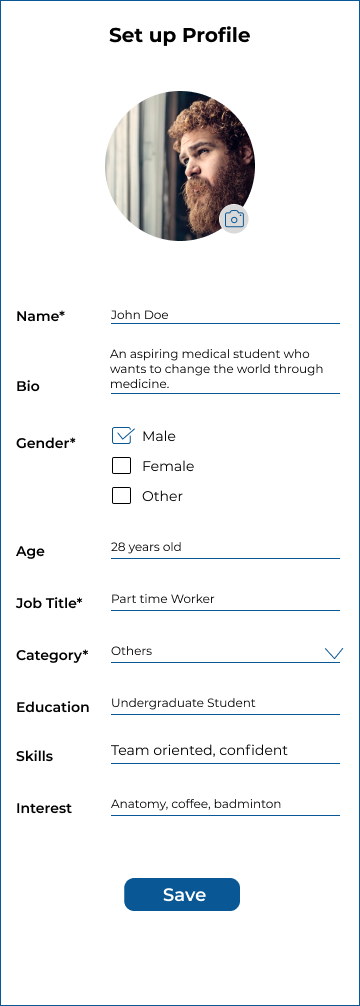 Set up Profile
Name* John Doe
Bio An aspiring medical student who
wants to change the world through
medicine.
Gender* Male
Female
Other
Age 28 years old
Job Title* Part time Worker
Category* Others
Education Undergraduate Student
Skills Team oriented, confident
Interest Anatomy, coffee, badminton
Save